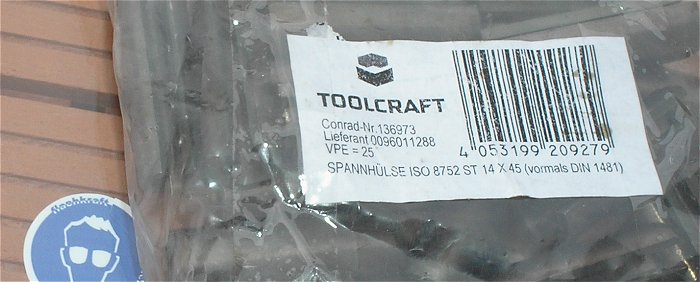 TOOLCRAFT
Conrad-Nr.136973
Lieferant 0096011288
VPE = 25
4 053199 209279
SPANNHÜLSE ISO 8752 ST 14 X 45 (vormals DIN 1481)
hochkraft